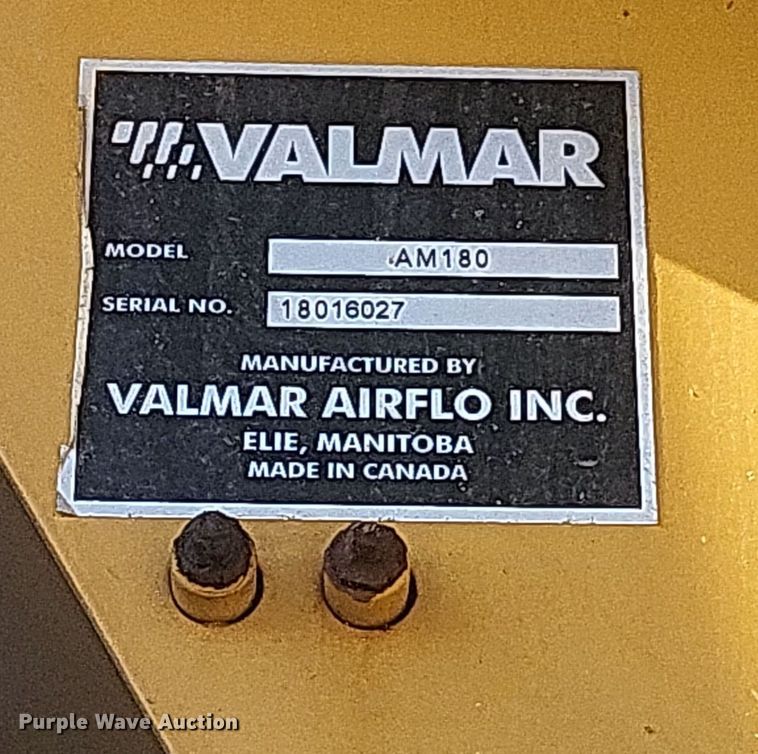 VALMAR
MODEL AM180
SERIAL NO. 18016027
MANUFACTURED BY
VALMAR AIRFLO INC.
ELIE, MANITOBA
MADE IN CANADA
Purple Wave Auction